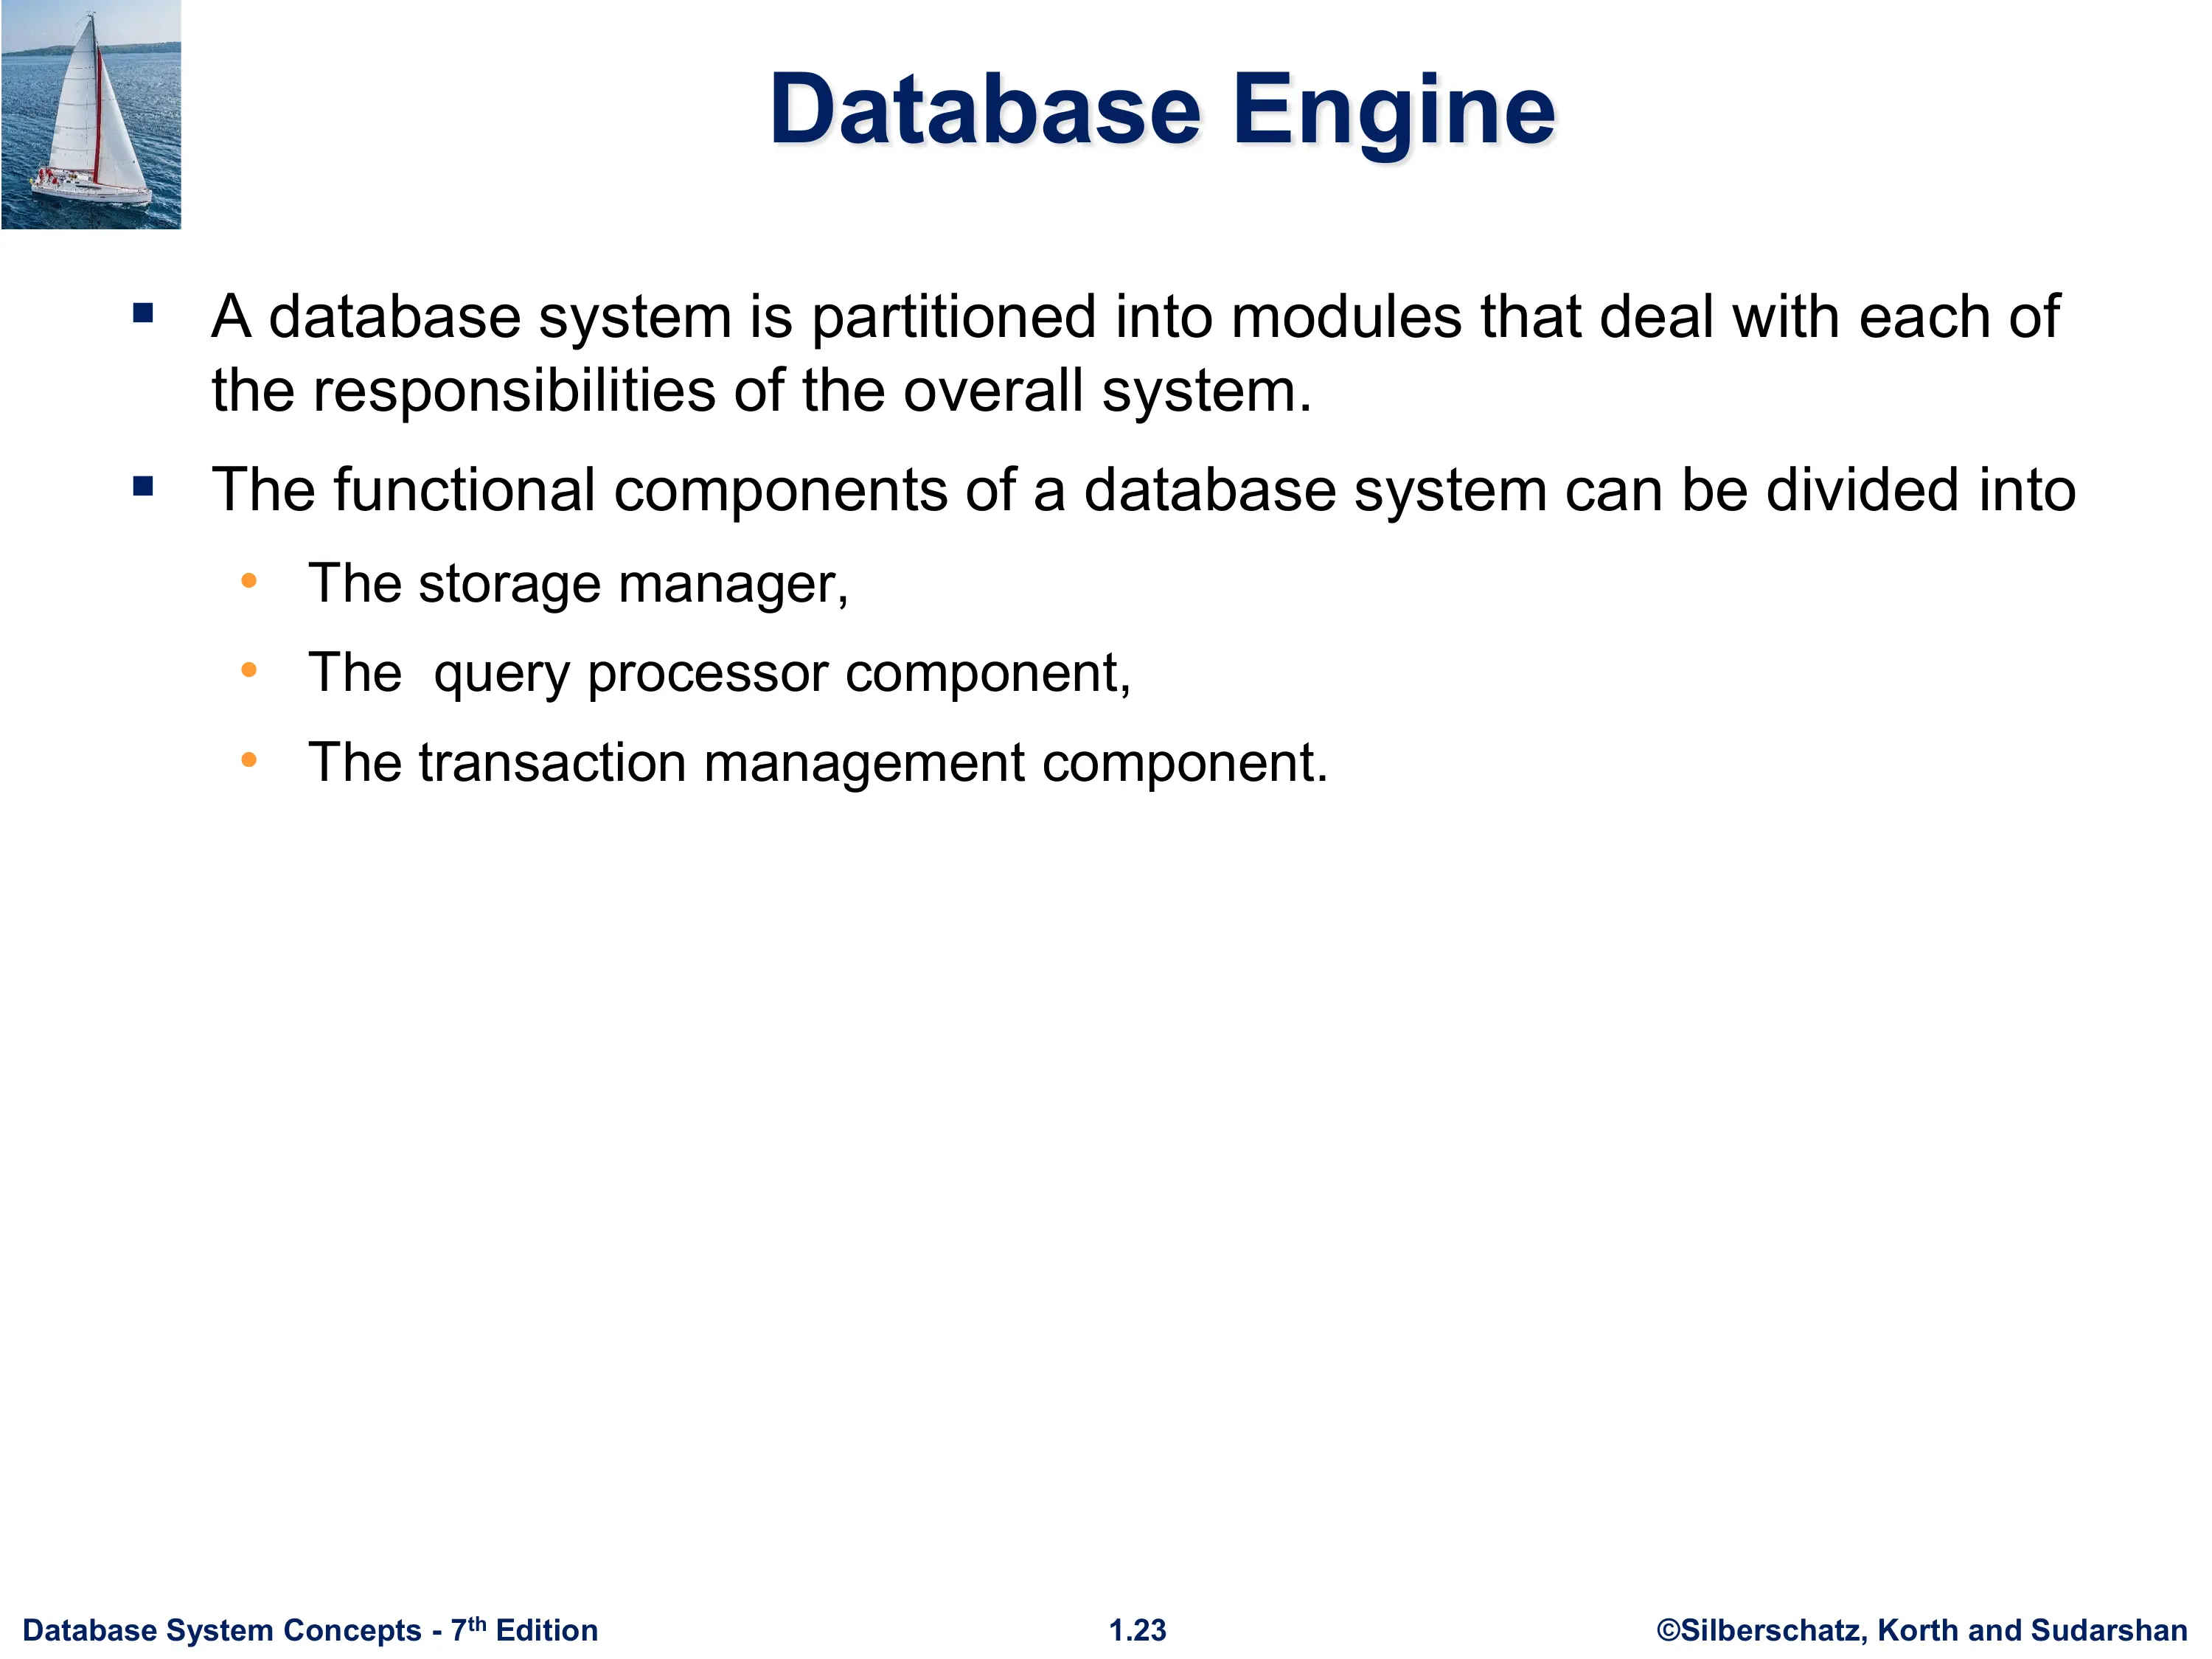 Database Engine
▪ A database system is partitioned into modules that deal with each of
the responsibilities of the overall system.
▪ The functional components of a database system can be divided into
• The storage manager,
• The  query processor component,
• The transaction management component.
Database System Concepts - 7th Edition
1.23
©Silberschatz, Korth and Sudarshan